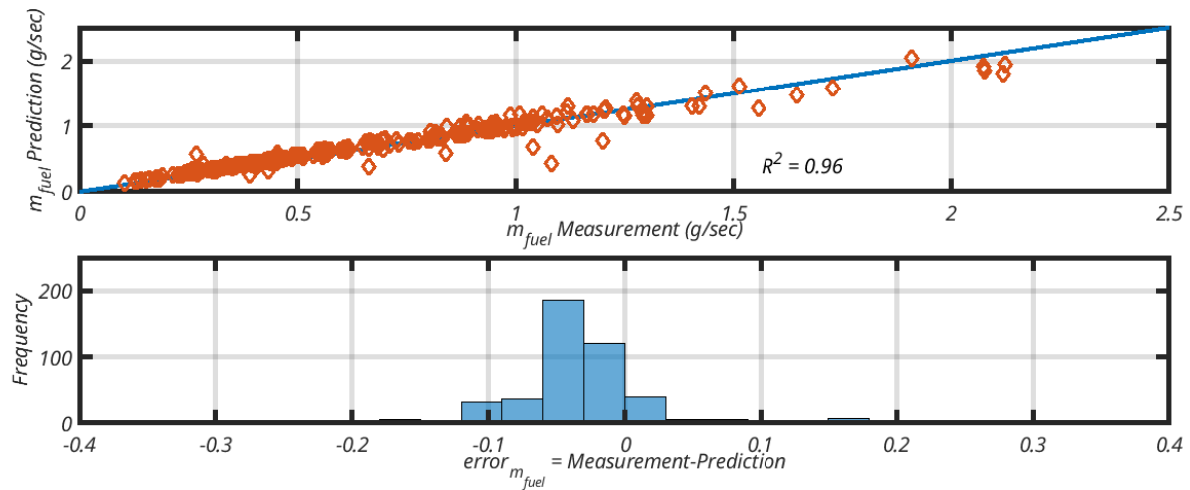 m_fuel Prediction (g/sec)
2
1
0
R^2 = 0.96
0 0.5 1 1.5 2 2.5
m_fuel Measurement (g/sec)
Frequency
200
100
0
-0.4 -0.3 -0.2 -0.1 0 0.1 0.2 0.3 0.4
error_m_fuel = Measurement-Prediction